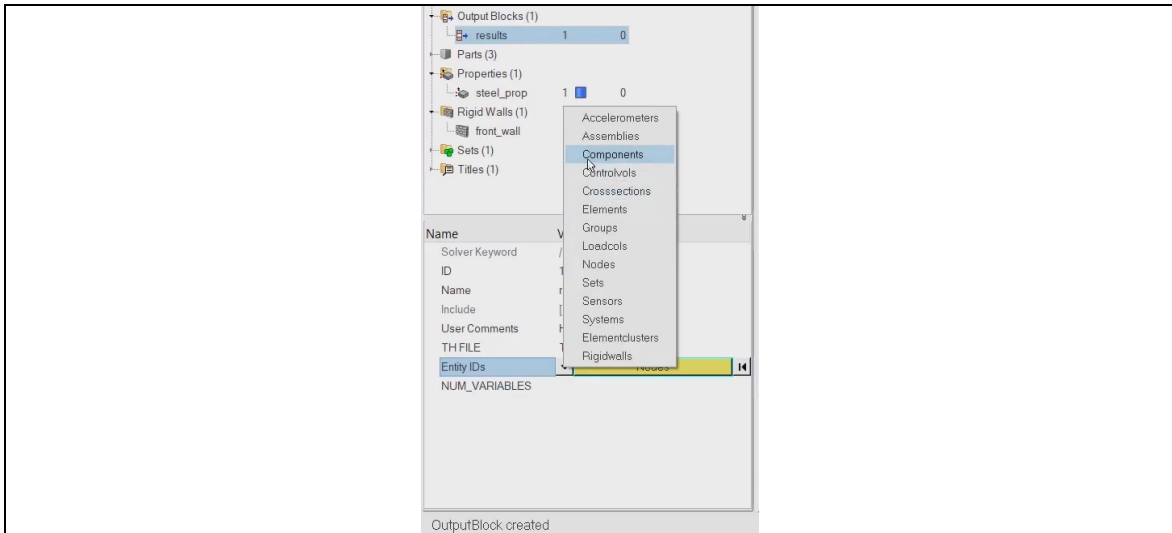 Output Blocks (1)
results 1 0
Parts (3)
Properties (1)
steel_prop 1 0
Rigid Walls (1)
front_wall
Sets (1)
Titles (1)
Accelerometers
Assemblies
Components
Controlvols
Crosssections
Elements
Groups
Loadcols
Nodes
Sets
Sensors
Systems
Elementclusters
Rigidwalls
Name
Solver Keyword
ID
Name
Include
User Comments
TH FILE
Entity IDs Nodes
NUM_VARIABLES
OutputBlock created